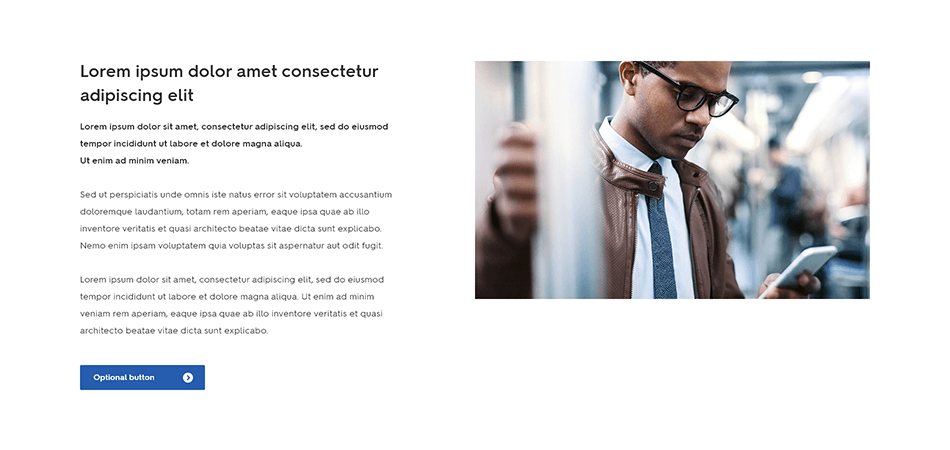 Lorem ipsum dolor amet consectetur
adipiscing elit
Lorem ipsum dolor sit amet, consectetur adipiscing elit, sed do eiusmod
tempor incididunt ut labore et dolore magna aliqua.
Ut enim ad minim veniam.
Sed ut perspiciatis unde omnis iste natus error sit voluptatem accusantium
doloremque laudantium, totam rem aperiam, eaque ipsa quae ab illo
inventore veritatis et quasi architecto beatae vitae dicta sunt explicabo.
Nemo enim ipsam voluptatem quia voluptas sit aspernatur aut odit fugit.
Lorem ipsum dolor sit amet, consectetur adipiscing elit, sed do eiusmod
tempor incididunt ut labore et dolore magna aliqua. Ut enim ad minim
veniam rem aperiam, eaque ipsa quae ab illo inventore veritatis et quasi
architecto beatae vitae dicta sunt explicabo.
Optional button